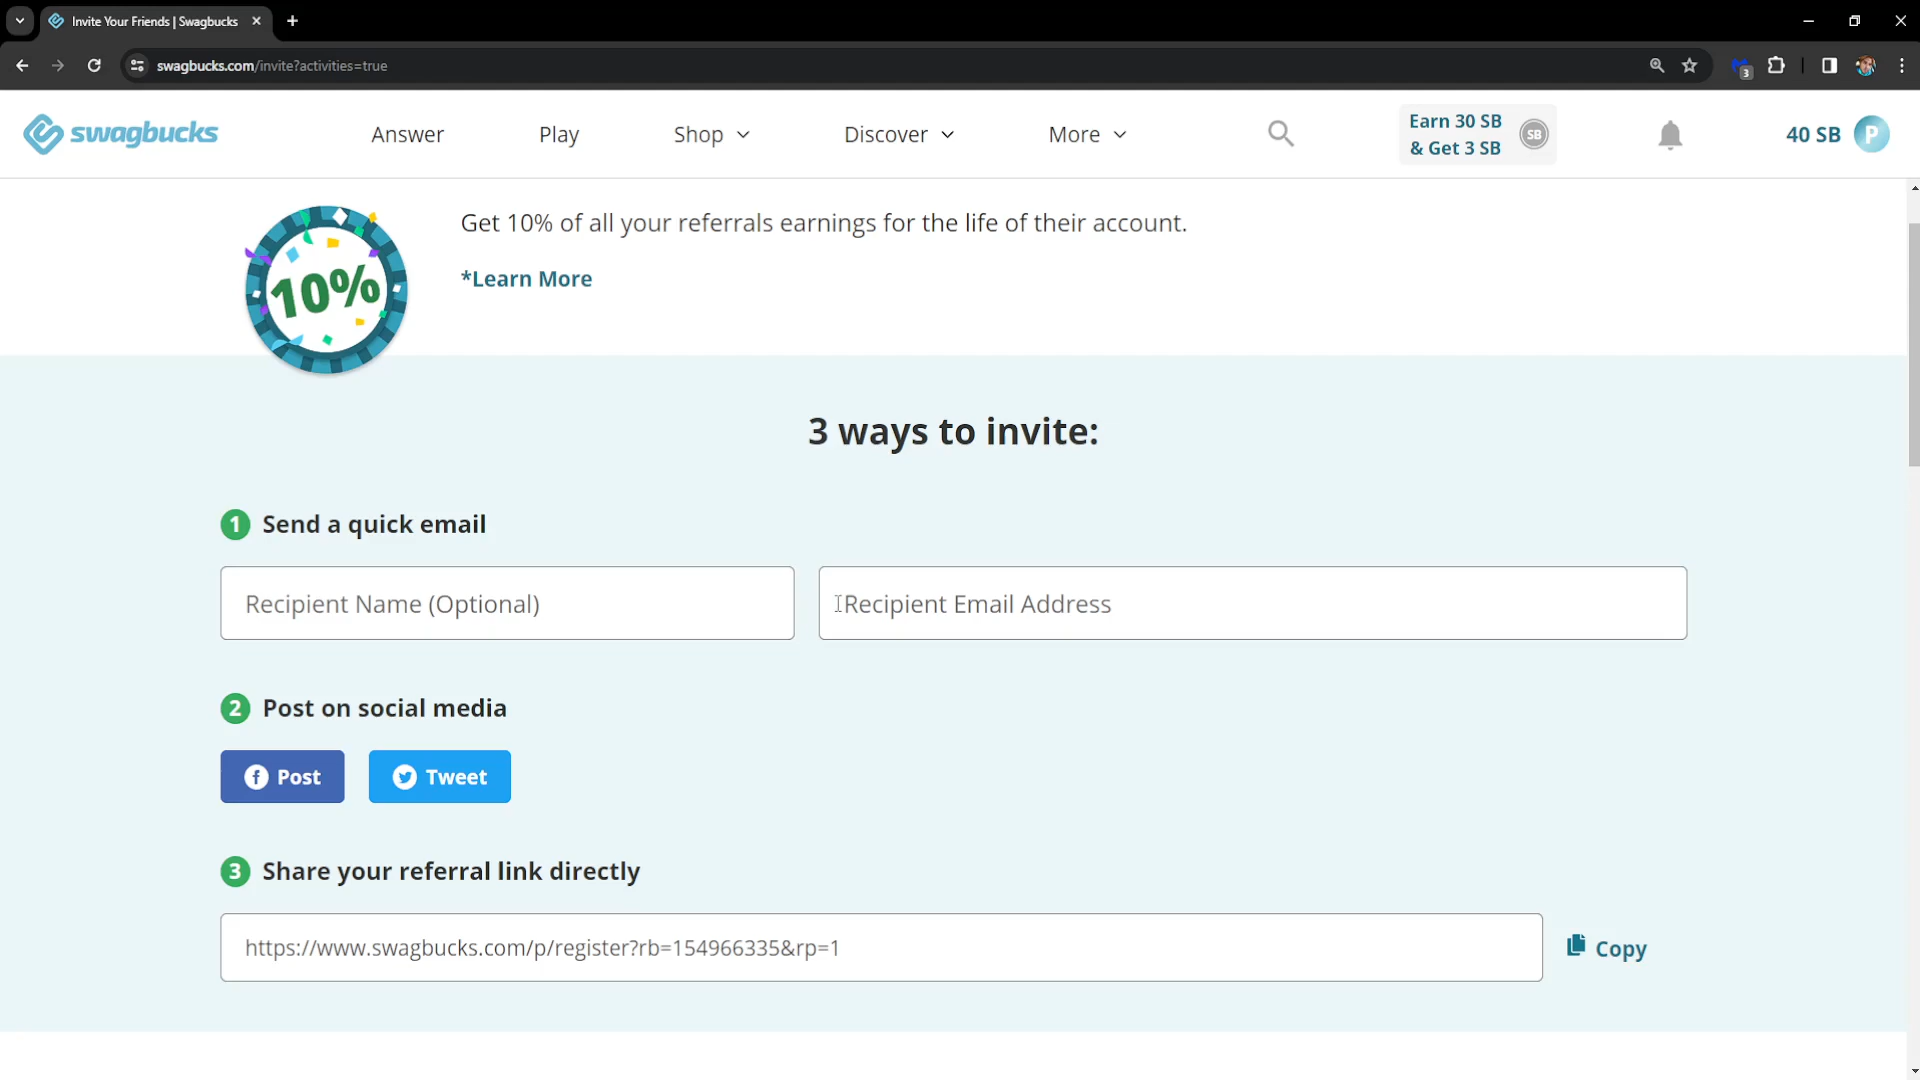 Invite Your Friends | Swagbucks
swagbucks.com/invite?activities=true
3
swagbucks
Answer
Play
Shop
Discover
More
Earn 30 SB
& Get 3 SB
SB
40 SB
P
10%
Get 10% of all your referrals earnings for the life of their account.
*Learn More
3 ways to invite:
1 Send a quick email
Recipient Name (Optional)
Recipient Email Address
2 Post on social media
Post
Tweet
3 Share your referral link directly
https://www.swagbucks.com/p/register?rb=154966335&rp=1
Copy